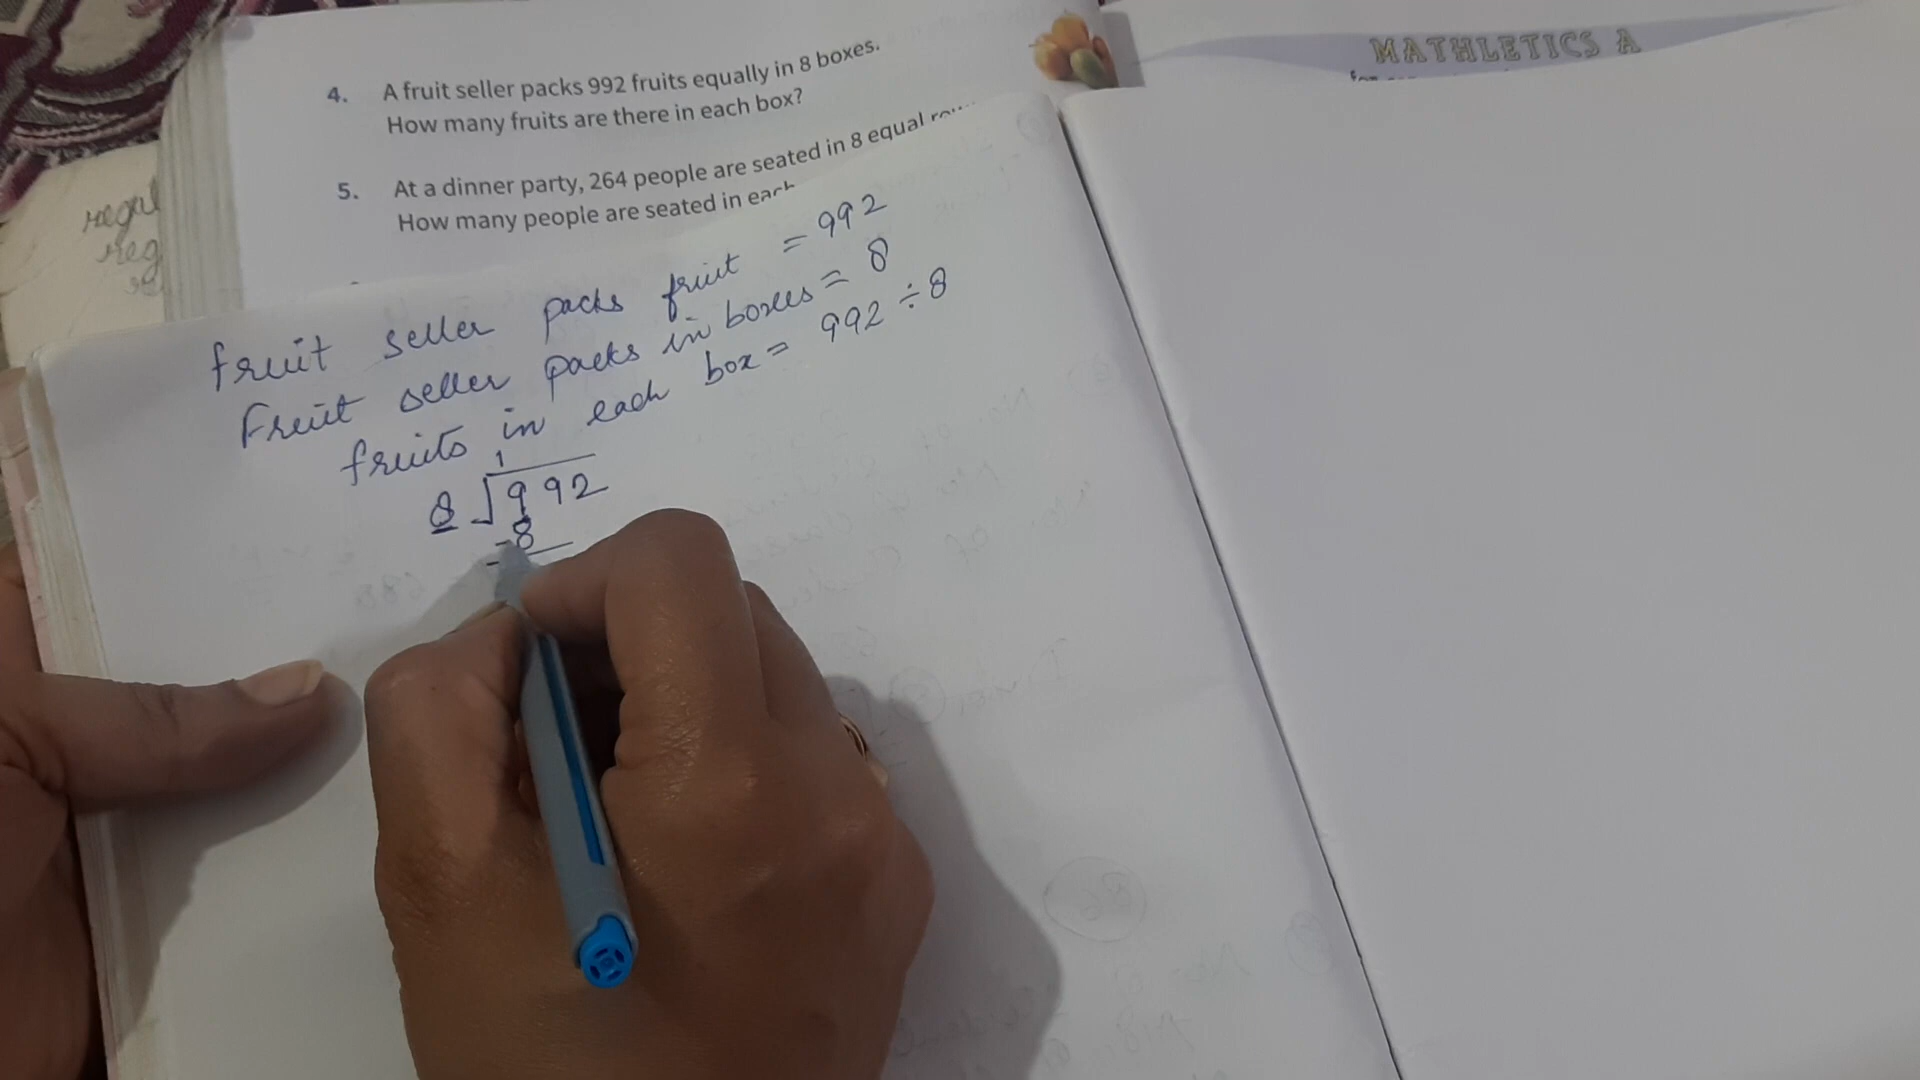 MATHLETICS A
4. A fruit seller packs 992 fruits equally in 8 boxes.
How many fruits are there in each box?
5. At a dinner party, 264 people are seated in 8 equal
How many people are seated in each
fruit seller packs fruit = 992
Fruit seller packs in boxes = 8
fruits in each box = 992 ÷ 8
1
8 √992
-8